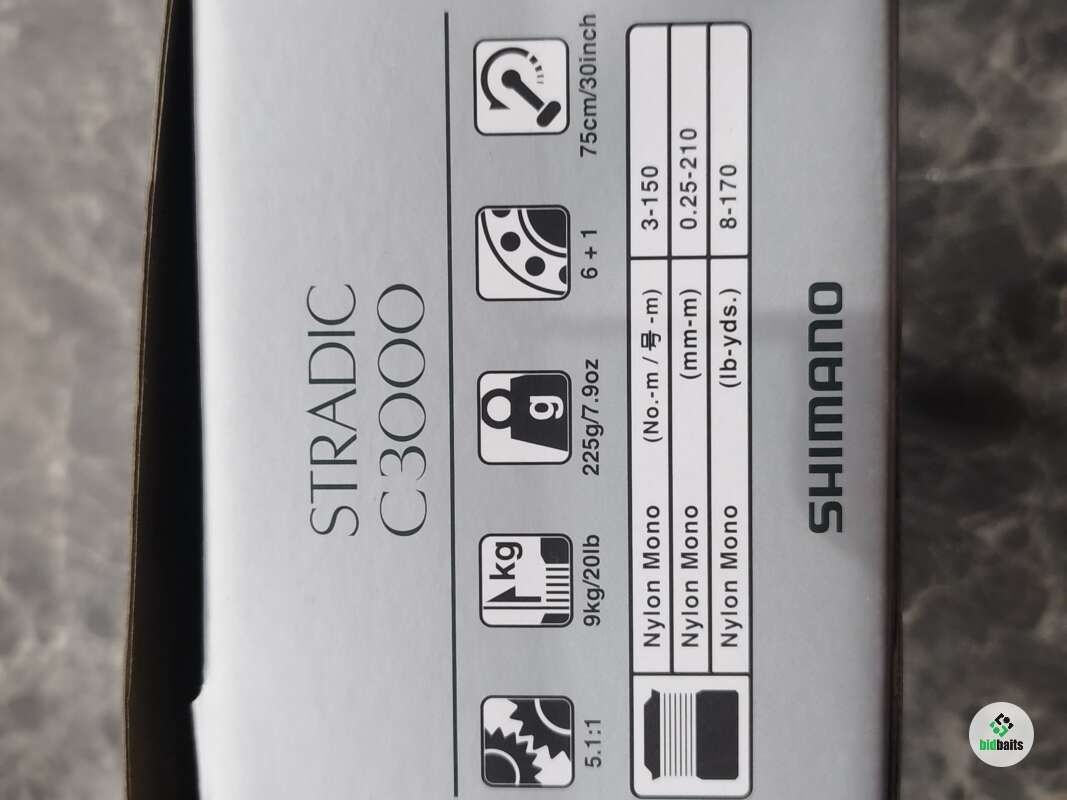 STRADIC
C3000
5.1:1
kg
9kg/20lb
g
225g/7.9oz
6 + 1
75cm/30inch
Nylon Mono (No.-m / 号 -m) 3-150
Nylon Mono (mm-m) 0.25-210
Nylon Mono (lb-yds.) 8-170
SHIMANO
bidbaits